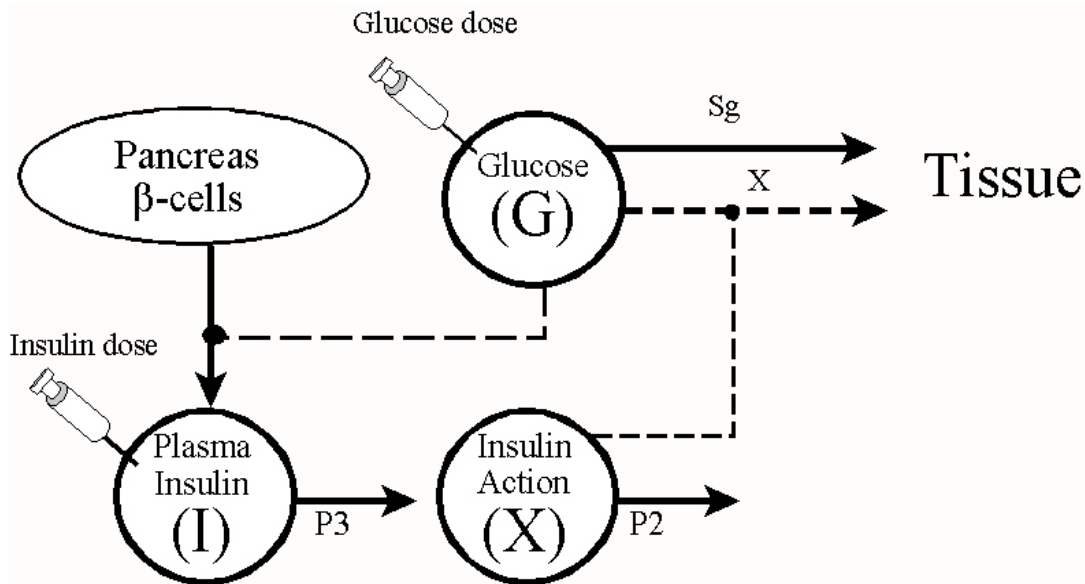 Glucose dose
Sg
Pancreas
β-cells
Glucose
(G)
X
Tissue
Insulin dose
Plasma
Insulin
(I)
P3
Insulin
Action
(X)
P2